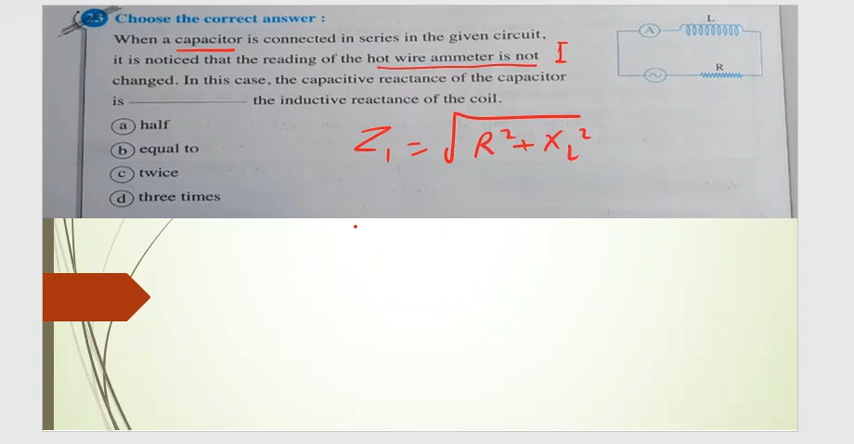 23 Choose the correct answer :
When a capacitor is connected in series in the given circuit,
it is noticed that the reading of the hot wire ammeter is not I
changed. In this case, the capacitive reactance of the capacitor
is ________ the inductive reactance of the coil.
a half
b equal to
c twice
d three times
Z₁ = √R² + X_L²
L
A
R